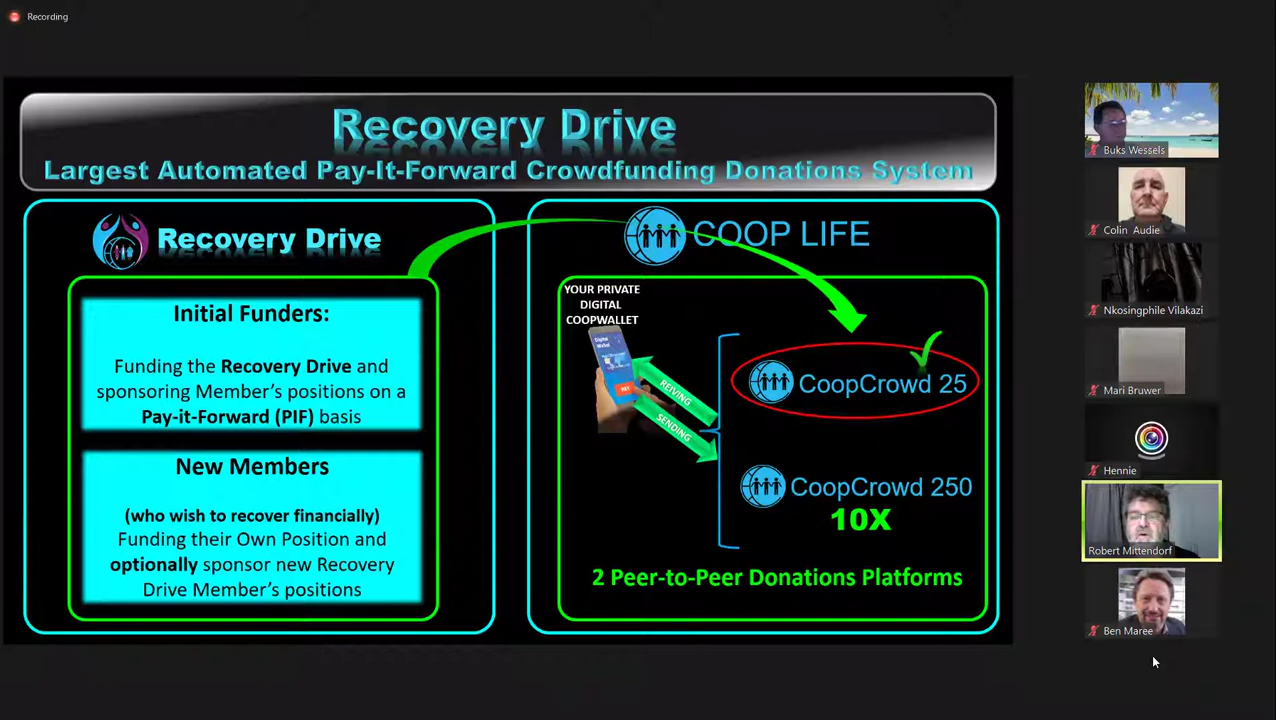 Recording
Recovery Drive
Largest Automated Pay-It-Forward Crowdfunding Donations System
Recovery Drive
Initial Funders:
Funding the Recovery Drive and
sponsoring Member's positions on a
Pay-it-Forward (PIF) basis
New Members
(who wish to recover financially)
Funding their Own Position and
optionally sponsor new Recovery
Drive Member's positions
COOP LIFE
YOUR PRIVATE
DIGITAL
COOPWALLET
Digital
Wallet
PAY
REIVING
SENDING
CoopCrowd 25
CoopCrowd 250
10X
2 Peer-to-Peer Donations Platforms
Buks Wessels
Colin Audie
Nkosingphile Vilakazi
Mari Bruwer
Hennie
Robert Mittendorf
Ben Maree